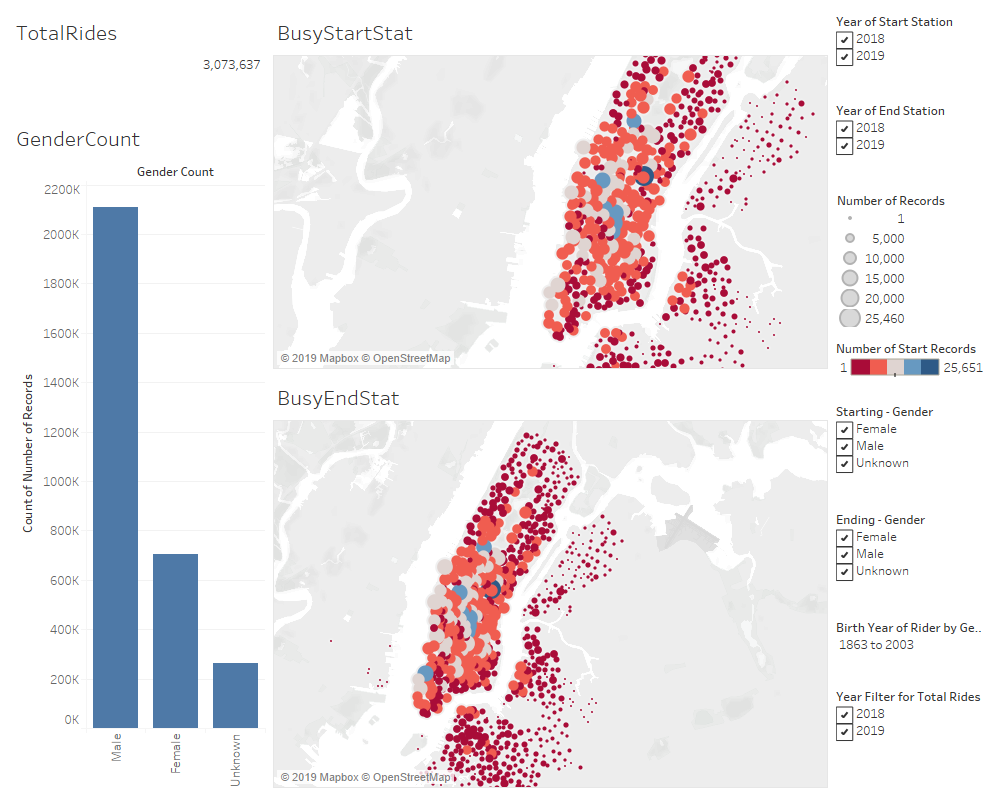 TotalRides
3,073,637
GenderCount
Gender Count
Count of Number of Records
2200K
2000K
1800K
1600K
1400K
1200K
1000K
800K
600K
400K
200K
0K
Male
Female
Unknown
BusyStartStat
© 2019 Mapbox © OpenStreetMap
BusyEndStat
© 2019 Mapbox © OpenStreetMap
Year of Start Station
2018
2019
Year of End Station
2018
2019
Number of Records
1
5,000
10,000
15,000
20,000
25,460
Number of Start Records
1 25,651
Starting - Gender
Female
Male
Unknown
Ending - Gender
Female
Male
Unknown
Birth Year of Rider by Ge..
1863 to 2003
Year Filter for Total Rides
2018
2019